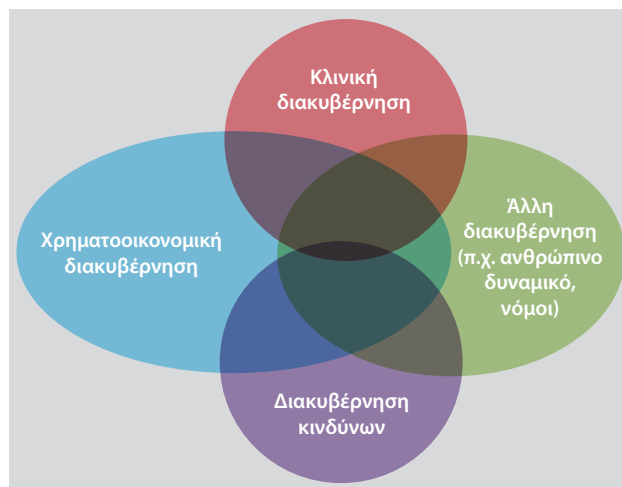 Κλινική
διακυβέρνηση
Χρηματοοικονομική
διακυβέρνηση
Άλλη
διακυβέρνηση
(π.χ. ανθρώπινο
δυναμικό,
νόμοι)
Διακυβέρνηση
κινδύνων